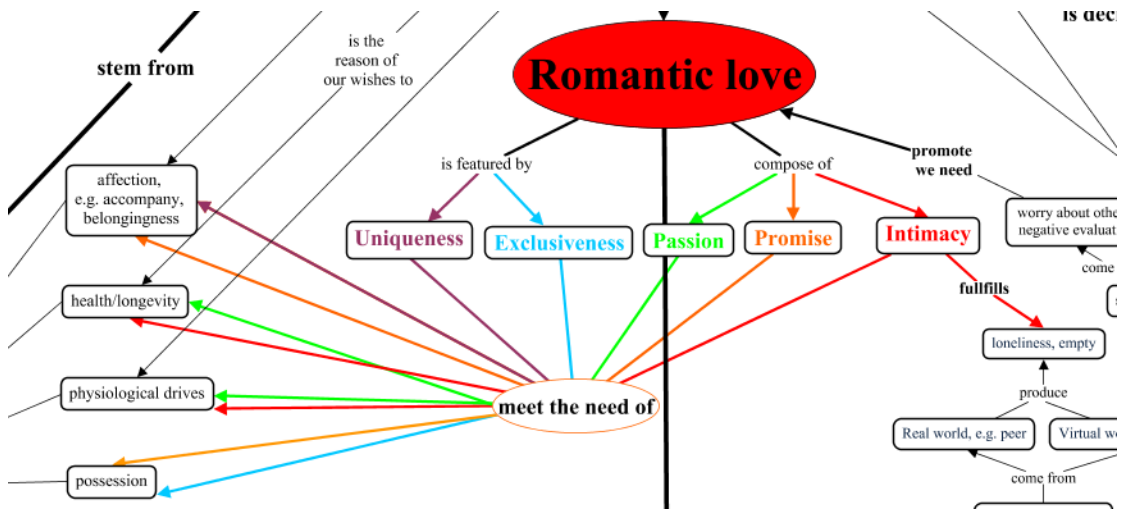 is deci
Romantic love
is the
reason of
our wishes to
stem from
is featured by
compose of
promote
we need
affection,
e.g. accompany,
belongingness
Uniqueness
Exclusiveness
Passion
Promise
Intimacy
worry about othe
negative evaluat
come
fullfills
health/longevity
loneliness, empty
physiological drives
meet the need of
produce
Real world, e.g. peer
Virtual wo
possession
come from